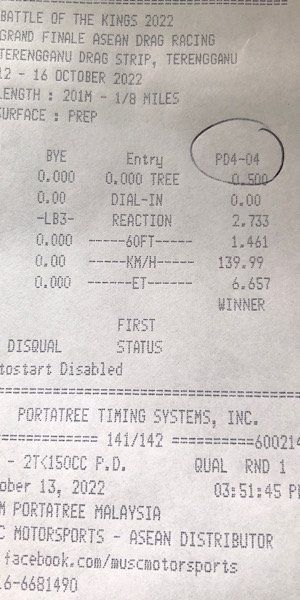 BATTLE OF THE KINGS 2022
GRAND FINALE ASEAN DRAG RACING
TERENGGANU DRAG STRIP, TERENGGANU
12 - 16 OCTOBER 2022
LENGTH : 201M - 1/8 MILES
SURFACE : PREP
BYE Entry PD4-04
0.000 0.000 TREE 0.500
0.00 DIAL-IN 0.00
-LB3- REACTION 2.733
0.000 -----60FT----- 1.461
0.00 -----KM/H----- 139.99
0.000 ------ET------ 6.657
WINNER
FIRST
DISQUAL STATUS
tostart Disabled
PORTATREE TIMING SYSTEMS, INC.
============ 141/142 ===========600214
- 2T<150CC P.D. QUAL RND 1
ober 13, 2022 03:51:45 PM
M PORTATREE MALAYSIA
C MOTORSPORTS - ASEAN DISTRIBUTOR
facebook.com/muscmotorsports
16-6681490